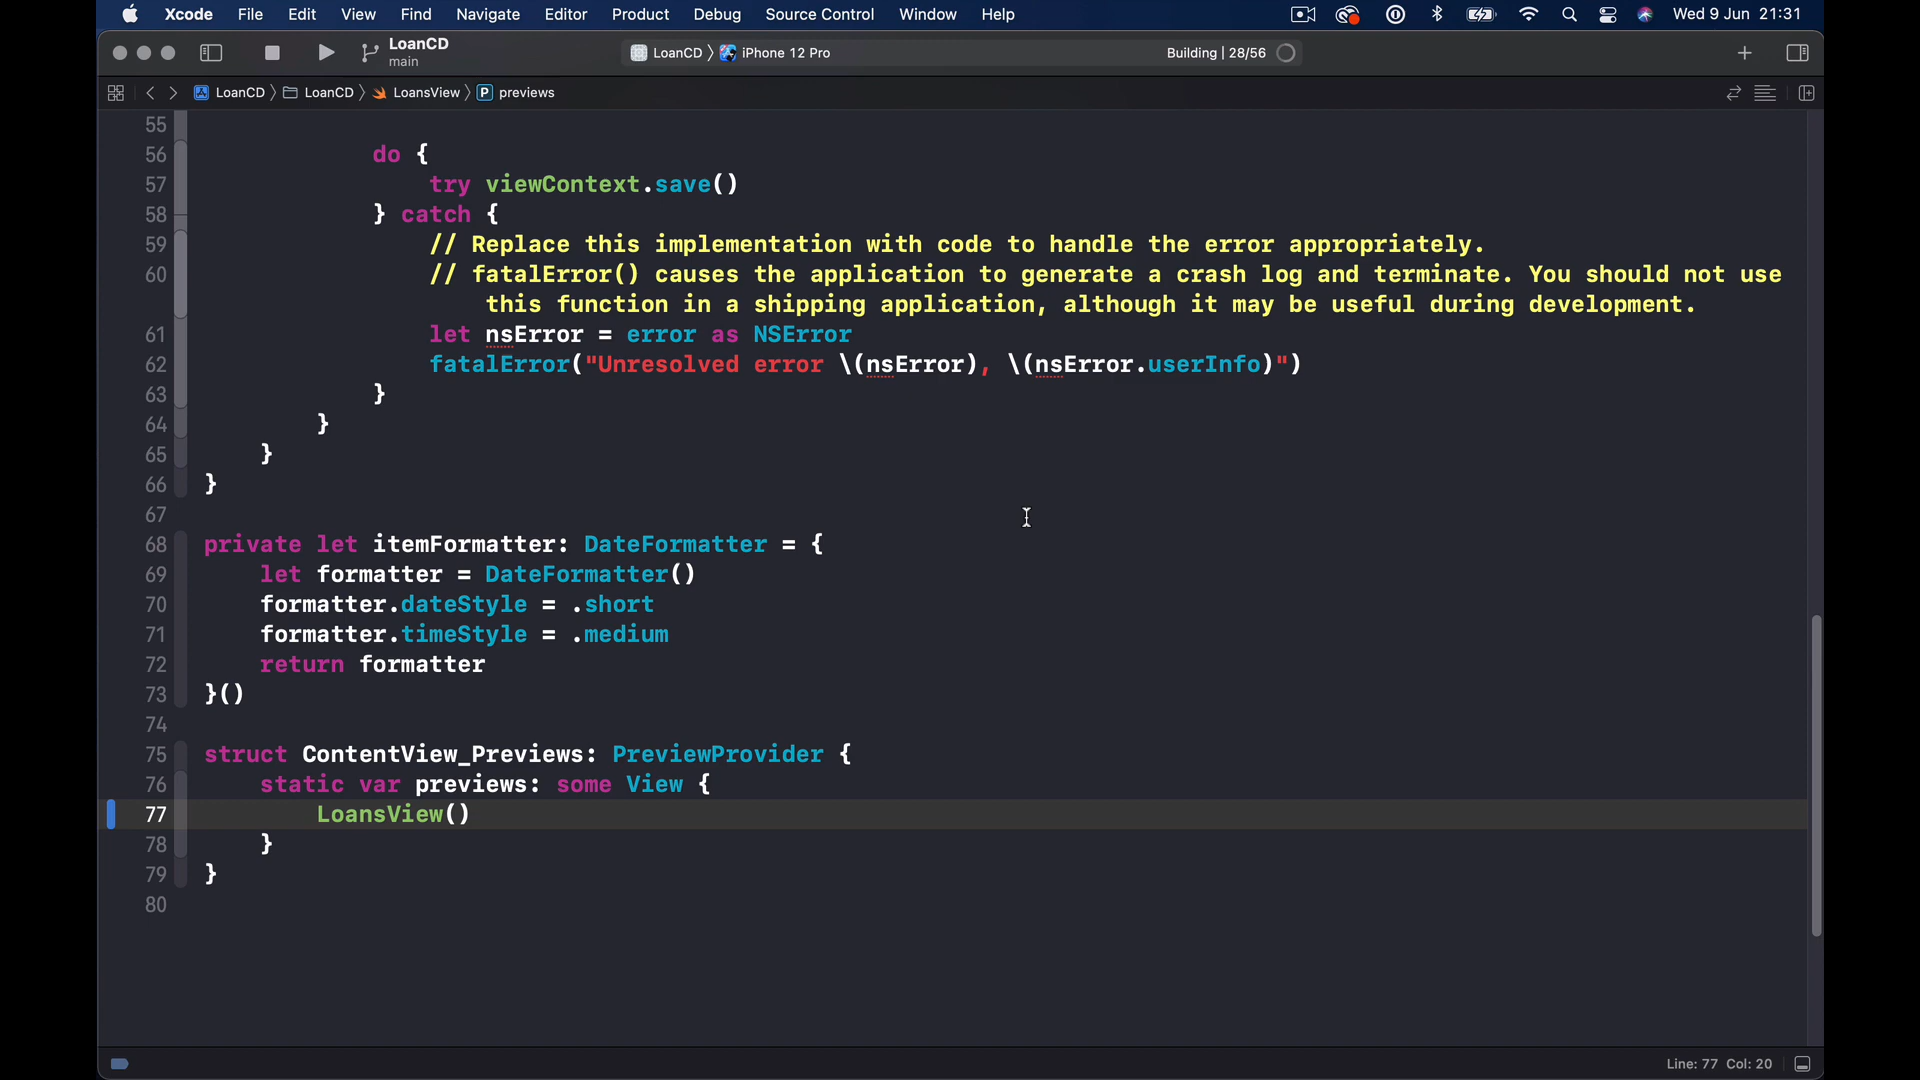 Xcode File Edit View Find Navigate Editor Product Debug Source Control Window Help Wed 9 Jun 21:31
LoanCD
main
LoanCD 〉 iPhone 12 Pro
Building | 28/56
LoanCD 〉 LoanCD 〉 LoansView 〉 P previews
55
56 do {
57 try viewContext.save()
58 } catch {
59 // Replace this implementation with code to handle the error appropriately.
60 // fatalError() causes the application to generate a crash log and terminate. You should not use
this function in a shipping application, although it may be useful during development.
61 let nsError = error as NSError
62 fatalError("Unresolved error \(nsError), \(nsError.userInfo)")
63 }
64 }
65 }
66 }
67
68 private let itemFormatter: DateFormatter = {
69 let formatter = DateFormatter()
70 formatter.dateStyle = .short
71 formatter.timeStyle = .medium
72 return formatter
73 }()
74
75 struct ContentView_Previews: PreviewProvider {
76 static var previews: some View {
77 LoansView()
78 }
79 }
80
Line: 77 Col: 20